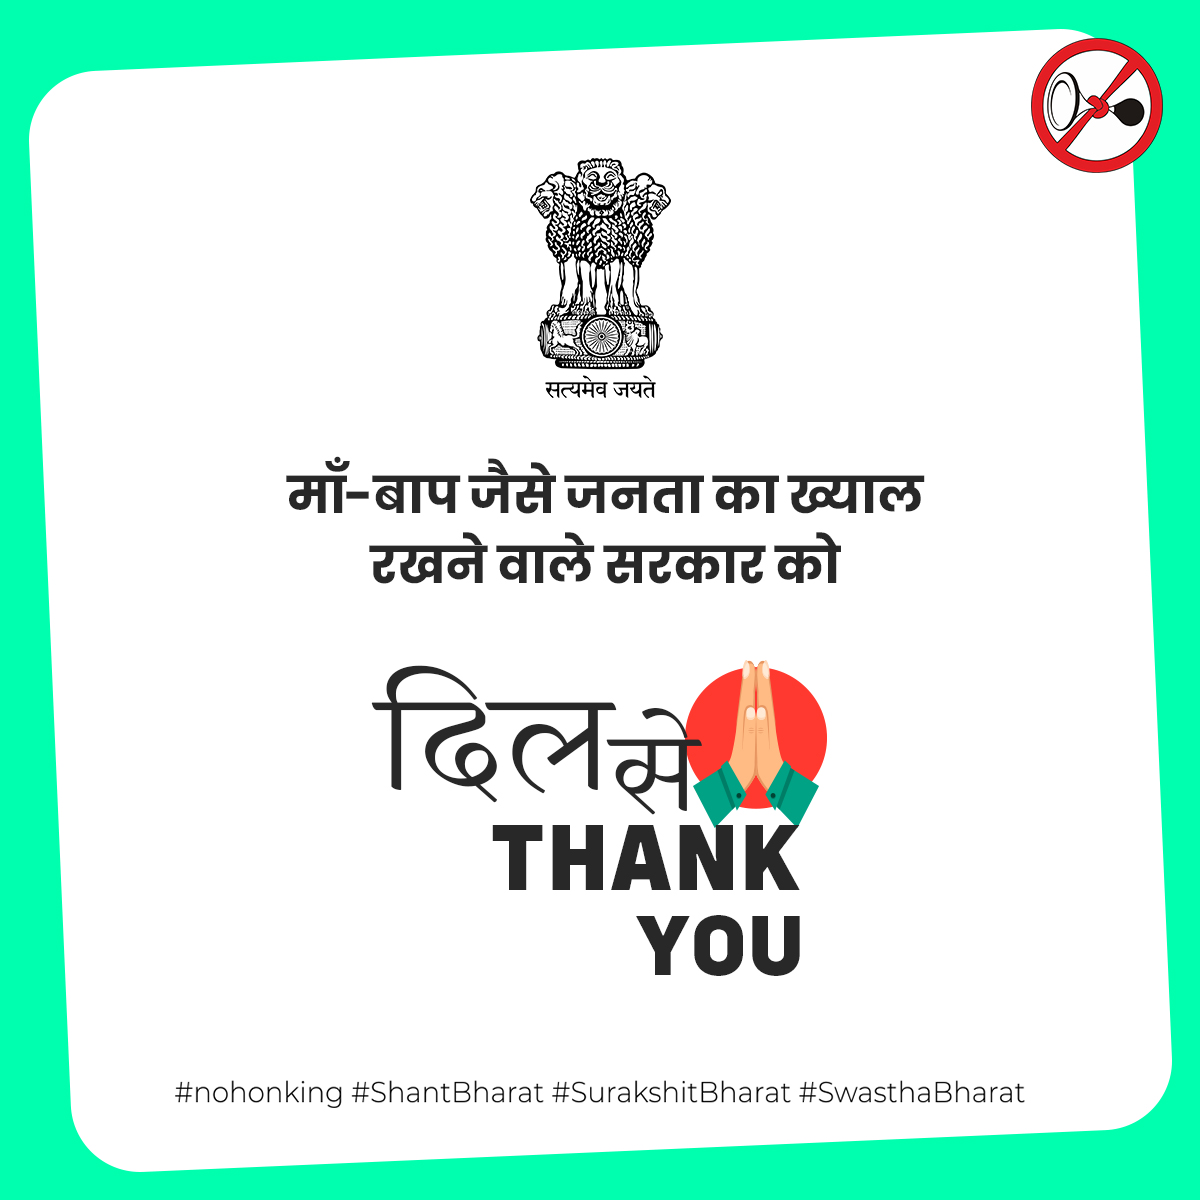 सत्यमेव जयते
माँ-बाप जैसे जनता का ख्याल
रखने वाले सरकार को
दिल से
THANK
YOU
#nohonking #ShantBharat #SurakshitBharat #SwasthaBharat